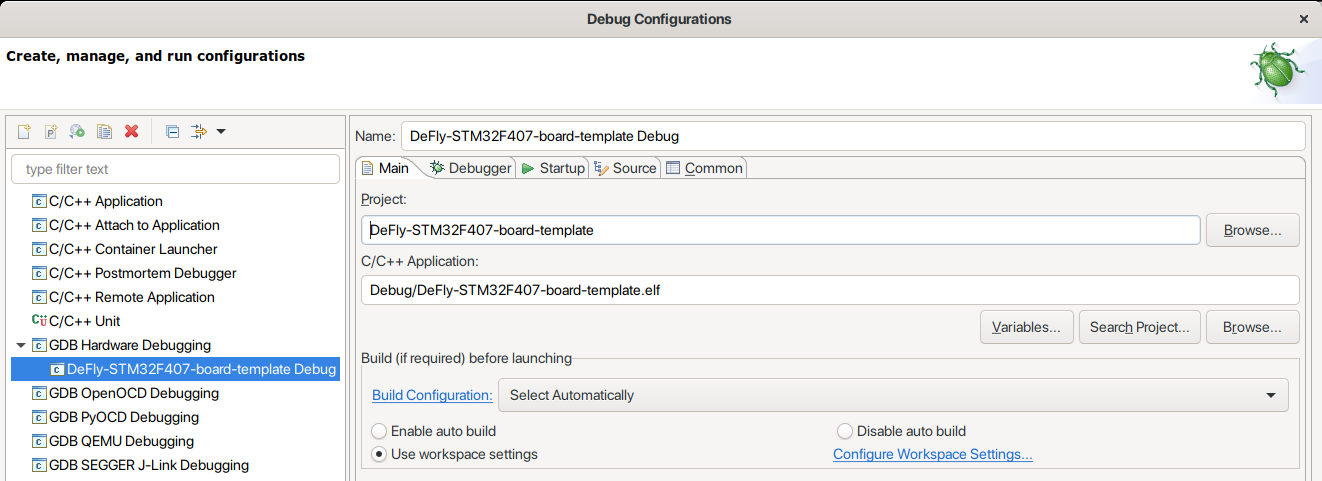 Debug Configurations
Create, manage, and run configurations
Name: DeFly-STM32F407-board-template Debug
type filter text
Main Debugger Startup Source Common
C/C++ Application
C/C++ Attach to Application
C/C++ Container Launcher
C/C++ Postmortem Debugger
C/C++ Remote Application
C/C++ Unit
GDB Hardware Debugging
DeFly-STM32F407-board-template Debug
GDB OpenOCD Debugging
GDB PyOCD Debugging
GDB QEMU Debugging
GDB SEGGER J-Link Debugging
Project:
DeFly-STM32F407-board-template
Browse...
C/C++ Application:
Debug/DeFly-STM32F407-board-template.elf
Variables... Search Project... Browse...
Build (if required) before launching
Build Configuration: Select Automatically
Enable auto build Disable auto build
Use workspace settings Configure Workspace Settings...